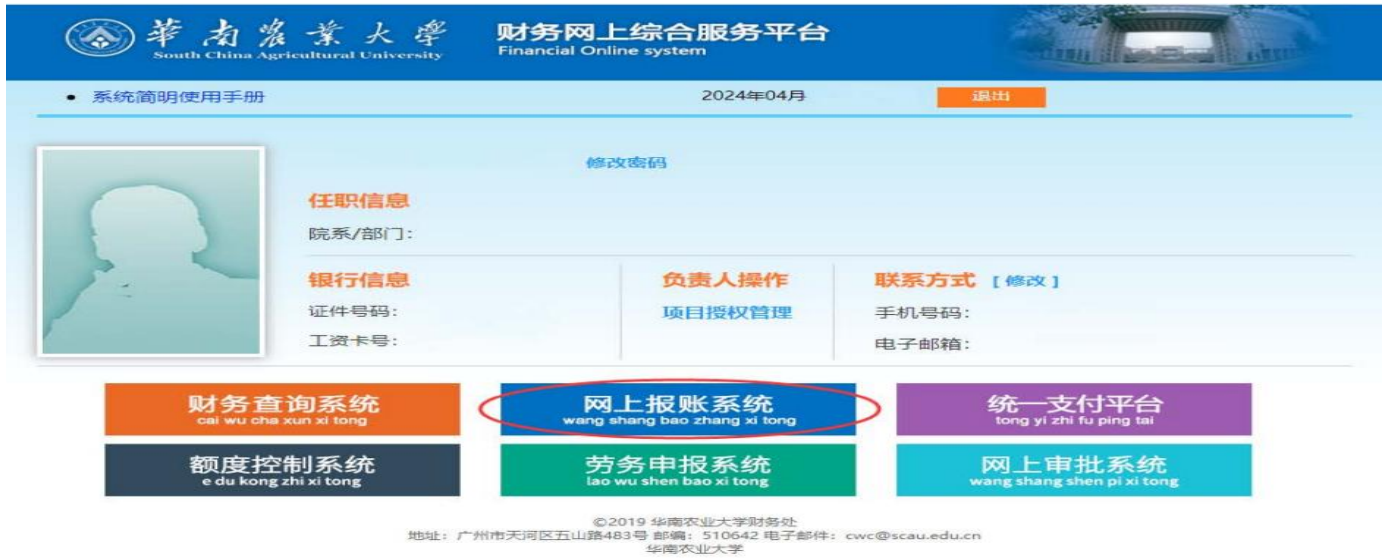 華南農業大學
South China Agricultural University
财务网上综合服务平台
Financial Online system
系统简明使用手册
2024年04月
退出
修改密码
任职信息
院系/部门：
银行信息
证件号码：
工资卡号：
负责人操作
项目授权管理
联系方式 [修改]
手机号码：
电子邮箱：
财务查询系统
cai wu cha xun xi tong
网上报账系统
wang shang bao zhang xi tong
统一支付平台
tong yi zhi fu ping tai
额度控制系统
e du kong zhi xi tong
劳务申报系统
lao wu shen bao xi tong
网上审批系统
wang shang shen pi xi tong
©2019 华南农业大学财务处
地址：广州市天河区五山路483号 邮编：510642 电子邮件：cwc@scau.edu.cn
华南农业大学